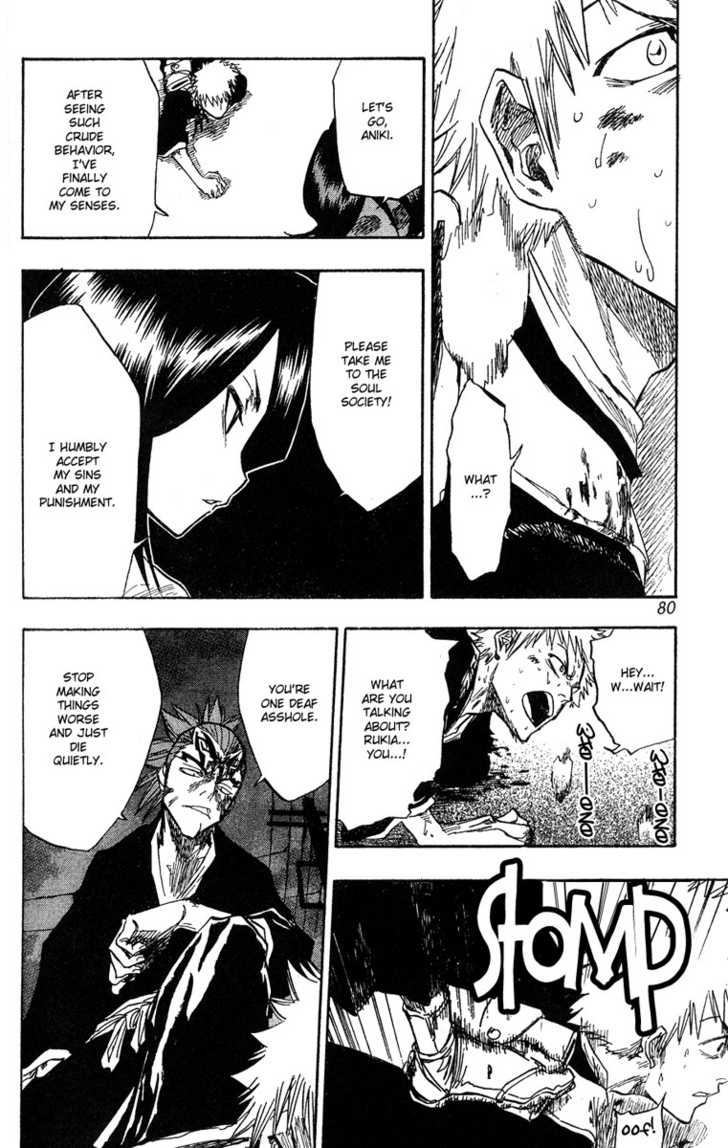 WHAT
...?
LET'S
GO,
ANIKI.
AFTER
SEEING
SUCH
CRUDE
BEHAVIOR,
I'VE
FINALLY
COME TO
MY SENSES.
PLEASE
TAKE ME
TO THE
SOUL
SOCIETY!
I HUMBLY
ACCEPT
MY SINS
AND MY
PUNISHMENT.
80
HEY...
W...WAIT!
WHAT
ARE YOU
TALKING
ABOUT?
RUKIA...
YOU...!
YOU'RE
ONE DEAF
ASSHOLE.
STOP
MAKING
THINGS
WORSE
AND JUST
DIE
QUIETLY.
STOMP
oof!